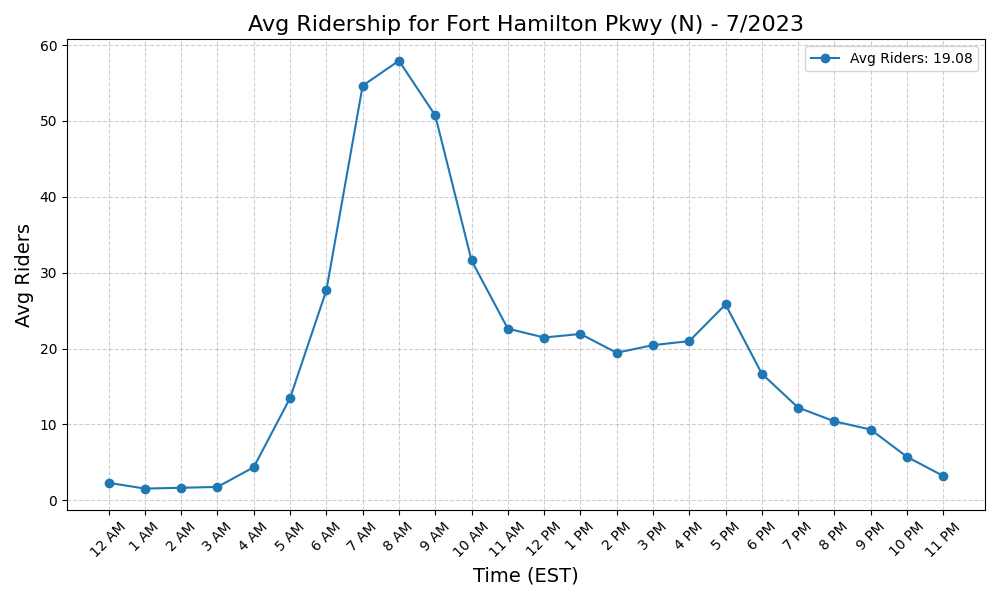 Avg Ridership for Fort Hamilton Pkwy (N) - 7/2023
Avg Riders: 19.08
Avg Riders
60
50
40
30
20
10
0
12 AM
1 AM
2 AM
3 AM
4 AM
5 AM
6 AM
7 AM
8 AM
9 AM
10 AM
11 AM
12 PM
1 PM
2 PM
3 PM
4 PM
5 PM
6 PM
7 PM
8 PM
9 PM
10 PM
11 PM
Time (EST)